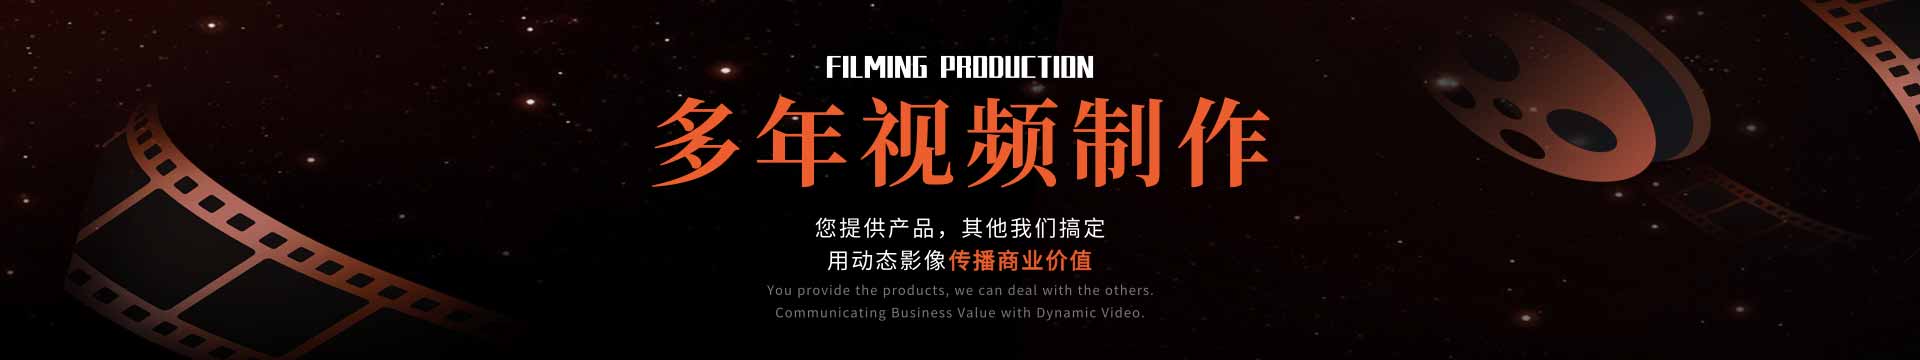 FILMING PRODUCTION
多年视频制作
您提供产品，其他我们搞定
用动态影像传播商业价值
You provide the products, we can deal with the others.
Communicating Business Value with Dynamic Video.